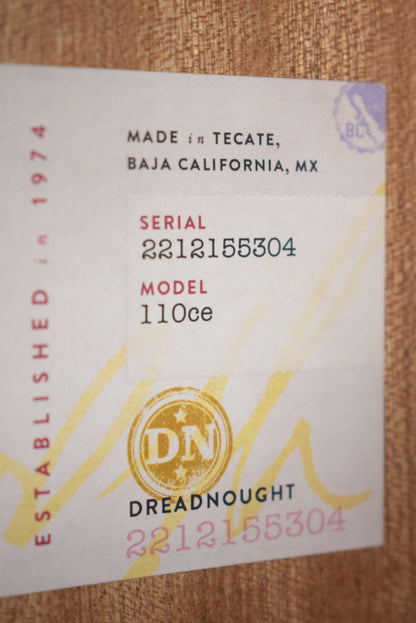 ESTABLISHED in 1974
MADE in TECATE,
BAJA CALIFORNIA, MX
BC
SERIAL
2212155304
MODEL
110ce
DN
DREADNOUGHT
2212155304